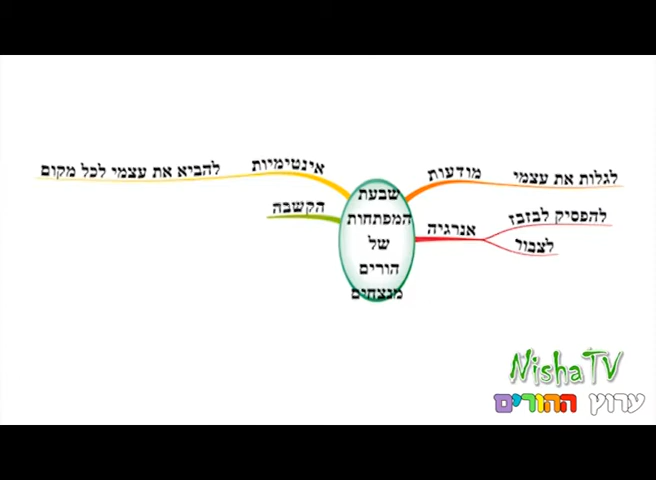 שבעת
המפתחות
של
הורים
מנצחים
מודעות
לגלות את עצמי
אנרגיה
להפסיק לבזבז
לצבור
אינטימיות
להביא את עצמי לכל מקום
הקשבה
NishaTV
ערוץ ההורים